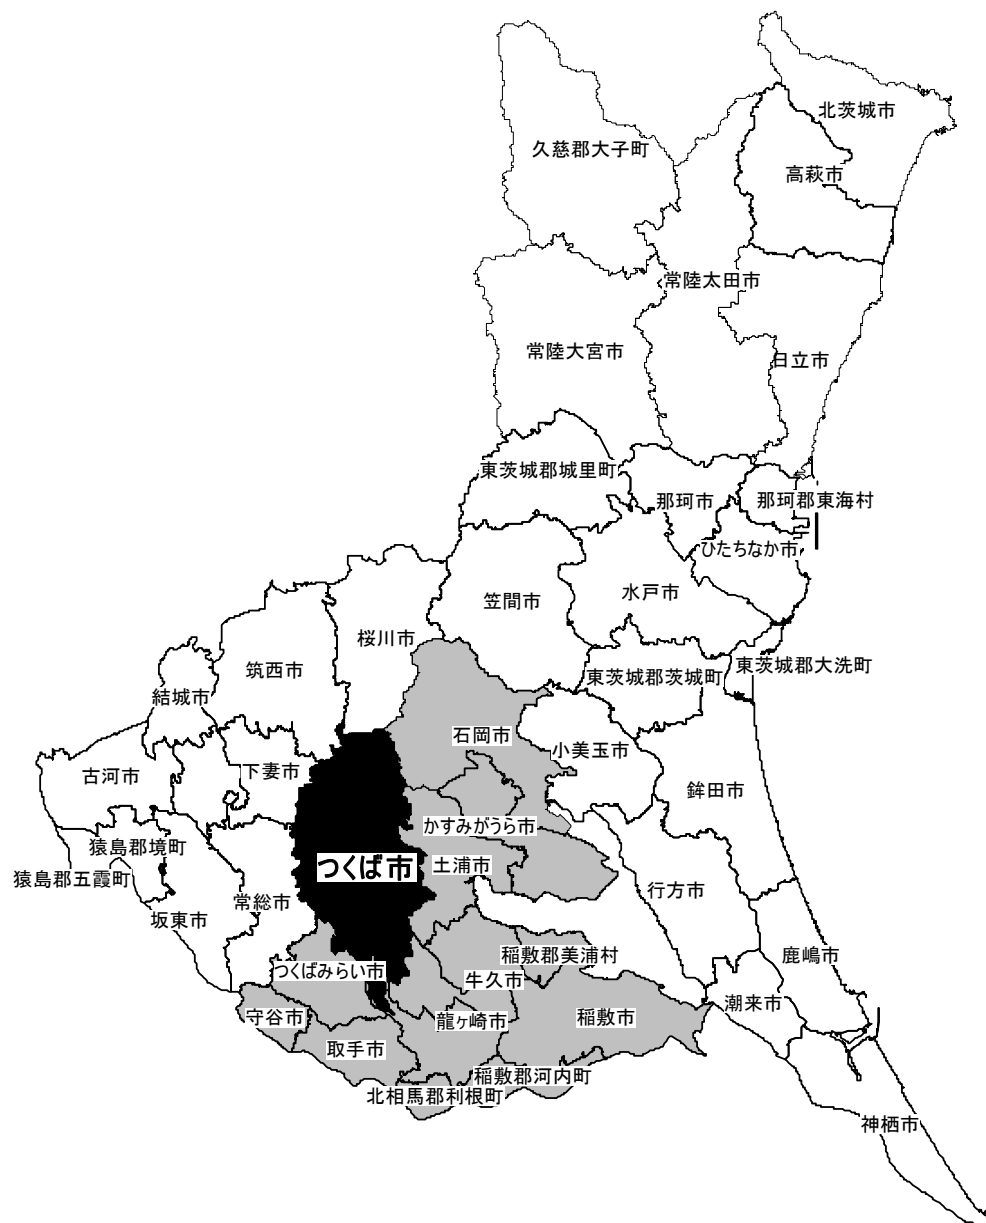 北茨城市
久慈郡大子町
高萩市
常陸太田市
常陸大宮市
日立市
東茨城郡城里町
那珂市
那珂郡東海村
ひたちなか市
笠間市
水戸市
桜川市
筑西市
東茨城郡茨城町
東茨城郡大洗町
結城市
石岡市
小美玉市
古河市
下妻市
鉾田市
かすみがうら市
猿島郡境町
つくば市
土浦市
猿島郡五霞町
行方市
坂東市
常総市
稲敷郡美浦村
鹿嶋市
つくばみらい市
牛久市
潮来市
守谷市
龍ヶ崎市
稲敷市
取手市
稲敷郡河内町
北相馬郡利根町
神栖市